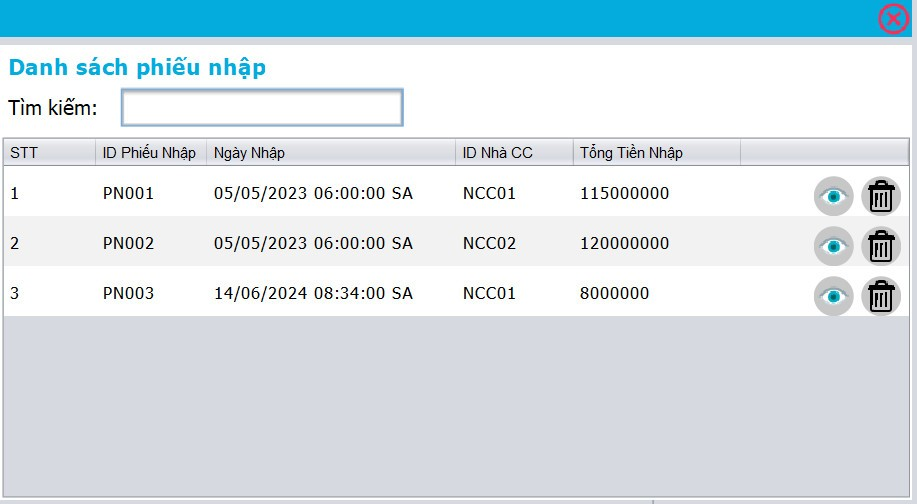 Danh sách phiếu nhập
Tìm kiếm:
STT ID Phiếu Nhập Ngày Nhập ID Nhà CC Tổng Tiền Nhập
1 PN001 05/05/2023 06:00:00 SA NCC01 115000000
2 PN002 05/05/2023 06:00:00 SA NCC02 120000000
3 PN003 14/06/2024 08:34:00 SA NCC01 8000000